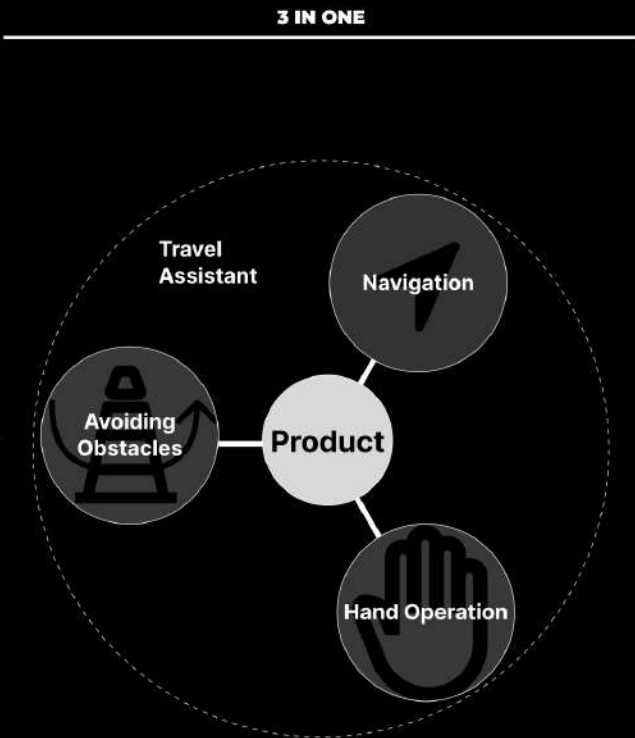 3 IN ONE
Travel
Assistant
Navigation
Avoiding
Obstacles
Product
Hand Operation